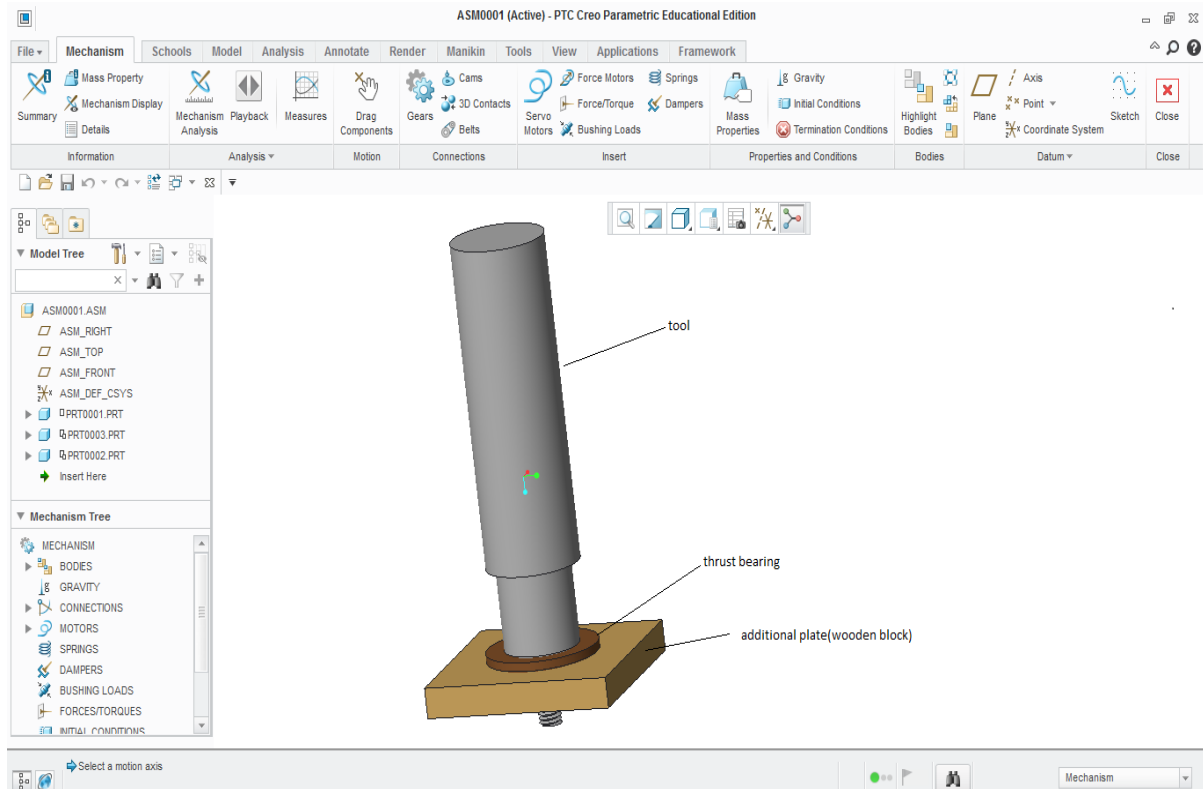 ASM0001 (Active) - PTC Creo Parametric Educational Edition
File Mechanism Schools Model Analysis Annotate Render Manikin Tools View Applications Framework
Summary
Mass Property
Mechanism Display
Details
Information
Mechanism Analysis
Playback
Measures
Analysis
Drag Components
Motion
Gears
Cams
3D Contacts
Belts
Connections
Servo Motors
Force Motors
Force/Torque
Bushing Loads
Springs
Dampers
Insert
Mass Properties
Gravity
Initial Conditions
Termination Conditions
Properties and Conditions
Highlight Bodies
Bodies
Plane
Axis
Point
Coordinate System
Sketch
Datum
Close
Close
Model Tree
ASM0001.ASM
ASM_RIGHT
ASM_TOP
ASM_FRONT
ASM_DEF_CSYS
PRT0001.PRT
PRT0003.PRT
PRT0002.PRT
Insert Here
Mechanism Tree
MECHANISM
BODIES
GRAVITY
CONNECTIONS
MOTORS
SPRINGS
DAMPERS
BUSHING LOADS
FORCES/TORQUES
INITIAL CONDITIONS
tool
thrust bearing
additional plate(wooden block)
Select a motion axis
Mechanism